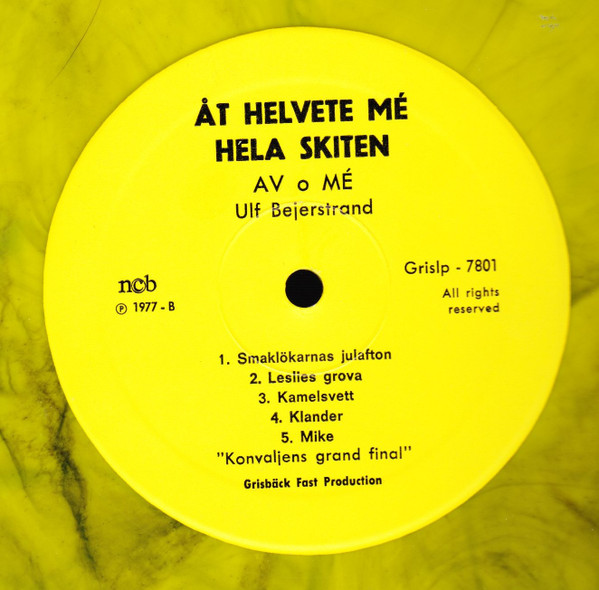 ÅT HELVETE MÉ
HELA SKITEN
AV o MÉ
Ulf Bejerstrand
ncb
Ⓟ 1977 - B
Grislp - 7801
All rights
reserved
1. Smaklökarnas julafton
2. Leslies grova
3. Kamelsvett
4. Klander
5. Mike
"Konvaljens grand final"
Grisbäck Fast Production